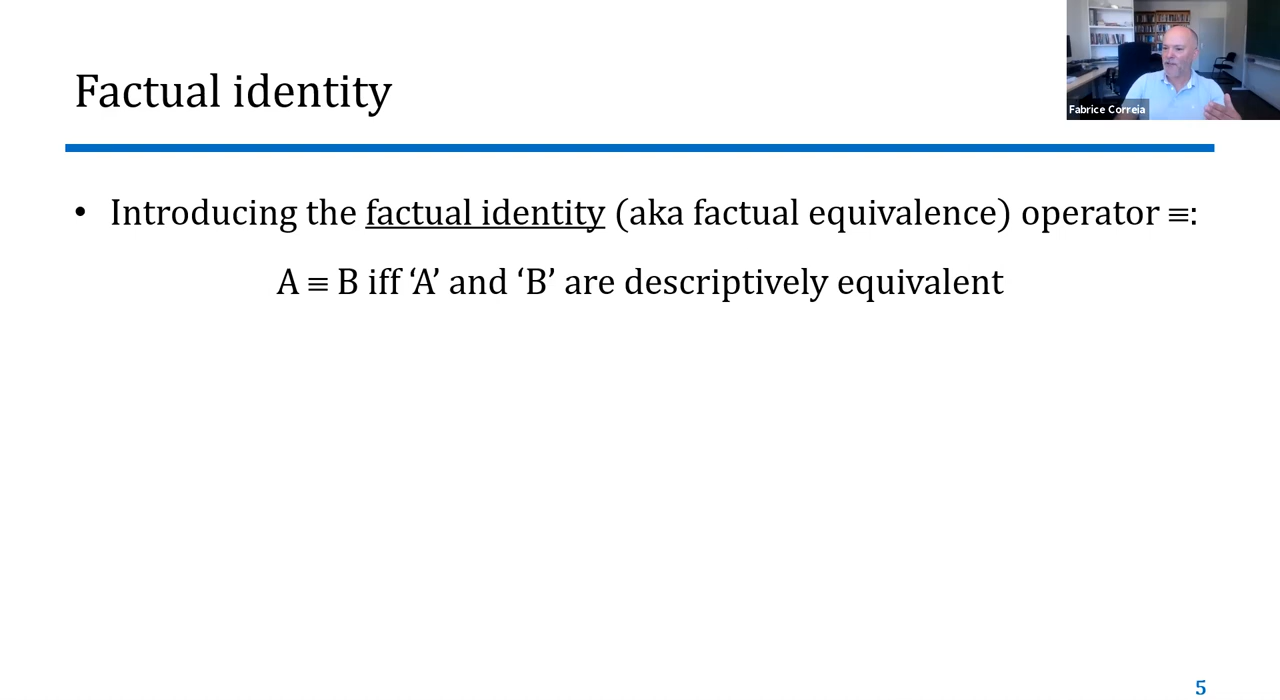 Factual identity
Fabrice Correia
• Introducing the factual identity (aka factual equivalence) operator ≡:
A ≡ B iff ‘A’ and ‘B’ are descriptively equivalent
5